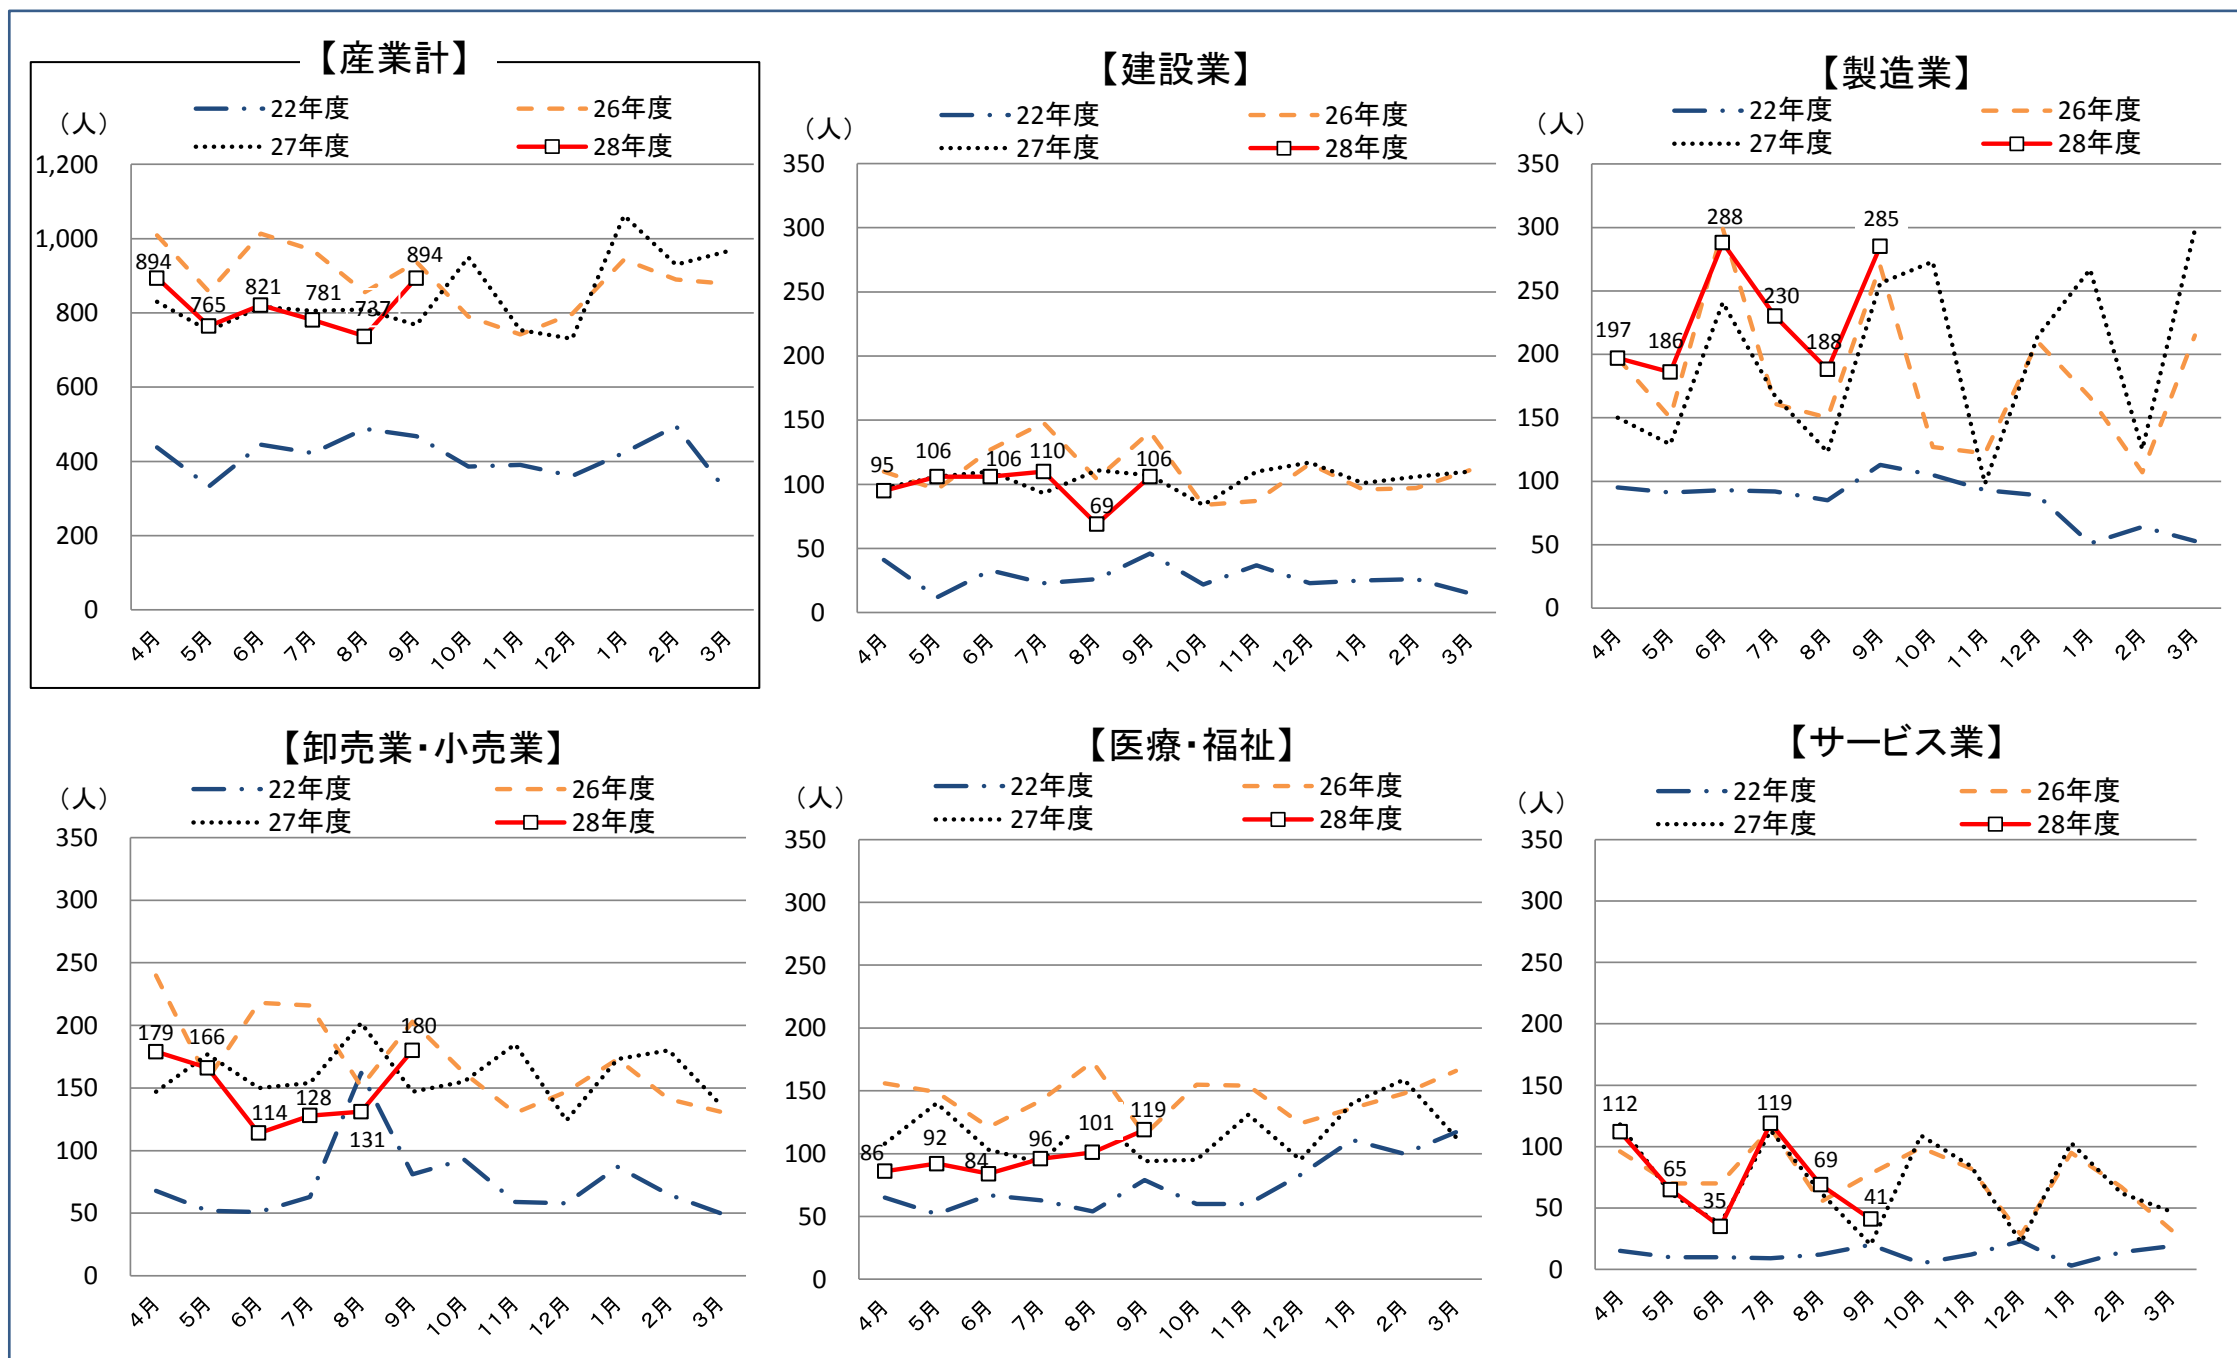 【産業計】
22年度 26年度
27年度 28年度
（人）
1,200
1,000
800
600
400
200
0
894 765 821 781 737 894
4月 5月 6月 7月 8月 9月 10月 11月 12月 1月 2月 3月
【建設業】
22年度 26年度
27年度 28年度
（人）
350
300
250
200
150
100
50
0
95 106 106 110 69 106
4月 5月 6月 7月 8月 9月 10月 11月 12月 1月 2月 3月
【製造業】
22年度 26年度
27年度 28年度
（人）
350
300
250
200
150
100
50
0
197 186 288 230 188 285
4月 5月 6月 7月 8月 9月 10月 11月 12月 1月 2月 3月
【卸売業・小売業】
22年度 26年度
27年度 28年度
（人）
350
300
250
200
150
100
50
0
179 166 114 128 131 180
4月 5月 6月 7月 8月 9月 10月 11月 12月 1月 2月 3月
【医療・福祉】
22年度 26年度
27年度 28年度
（人）
350
300
250
200
150
100
50
0
86 92 84 96 101 119
4月 5月 6月 7月 8月 9月 10月 11月 12月 1月 2月 3月
【サービス業】
22年度 26年度
27年度 28年度
（人）
350
300
250
200
150
100
50
0
112 65 35 119 69 41
4月 5月 6月 7月 8月 9月 10月 11月 12月 1月 2月 3月